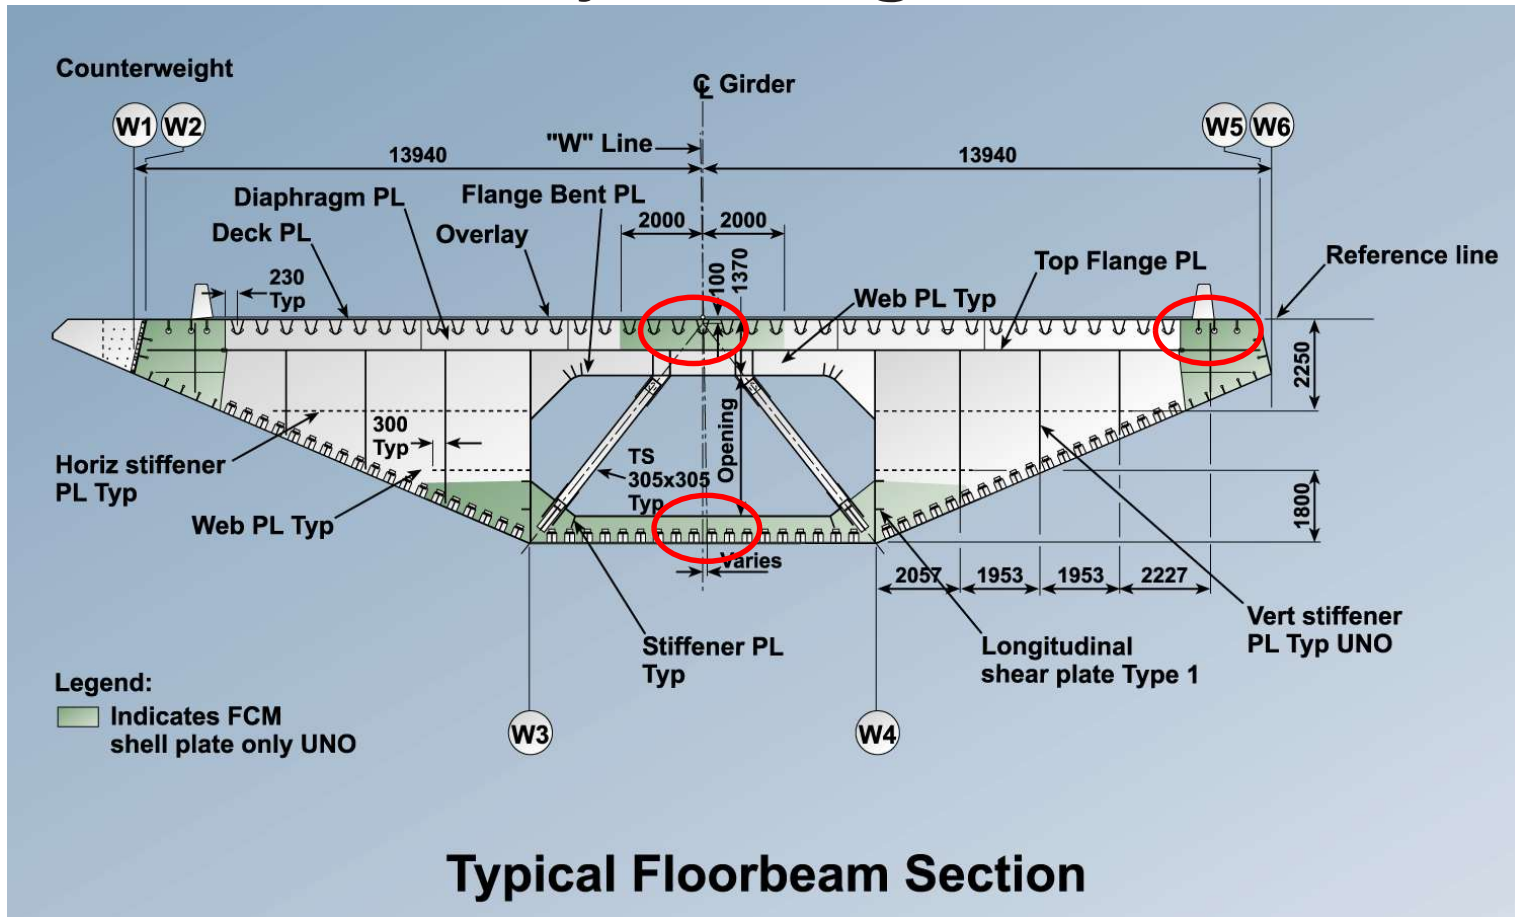 Counterweight
℄ Girder
W1
W2
W5
W6
"W" Line
13940
13940
Diaphragm PL
Flange Bent PL
Deck PL
Overlay
2000
2000
230
Typ
100
1370
Top Flange PL
Reference line
Web PL Typ
2250
Opening
300
Typ
Horiz stiffener
PL Typ
TS
305x305
Typ
Web PL Typ
1800
Varies
2057
1953
1953
2227
Stiffener PL
Typ
Longitudinal
shear plate Type 1
Vert stiffener
PL Typ UNO
Legend:
Indicates FCM
shell plate only UNO
W3
W4
Typical Floorbeam Section